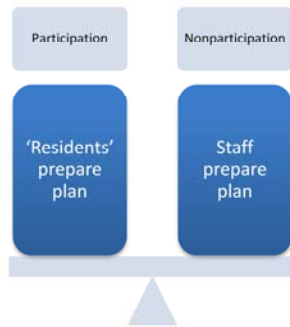 Participation
Nonparticipation
‘Residents’
prepare
plan
Staff
prepare
plan